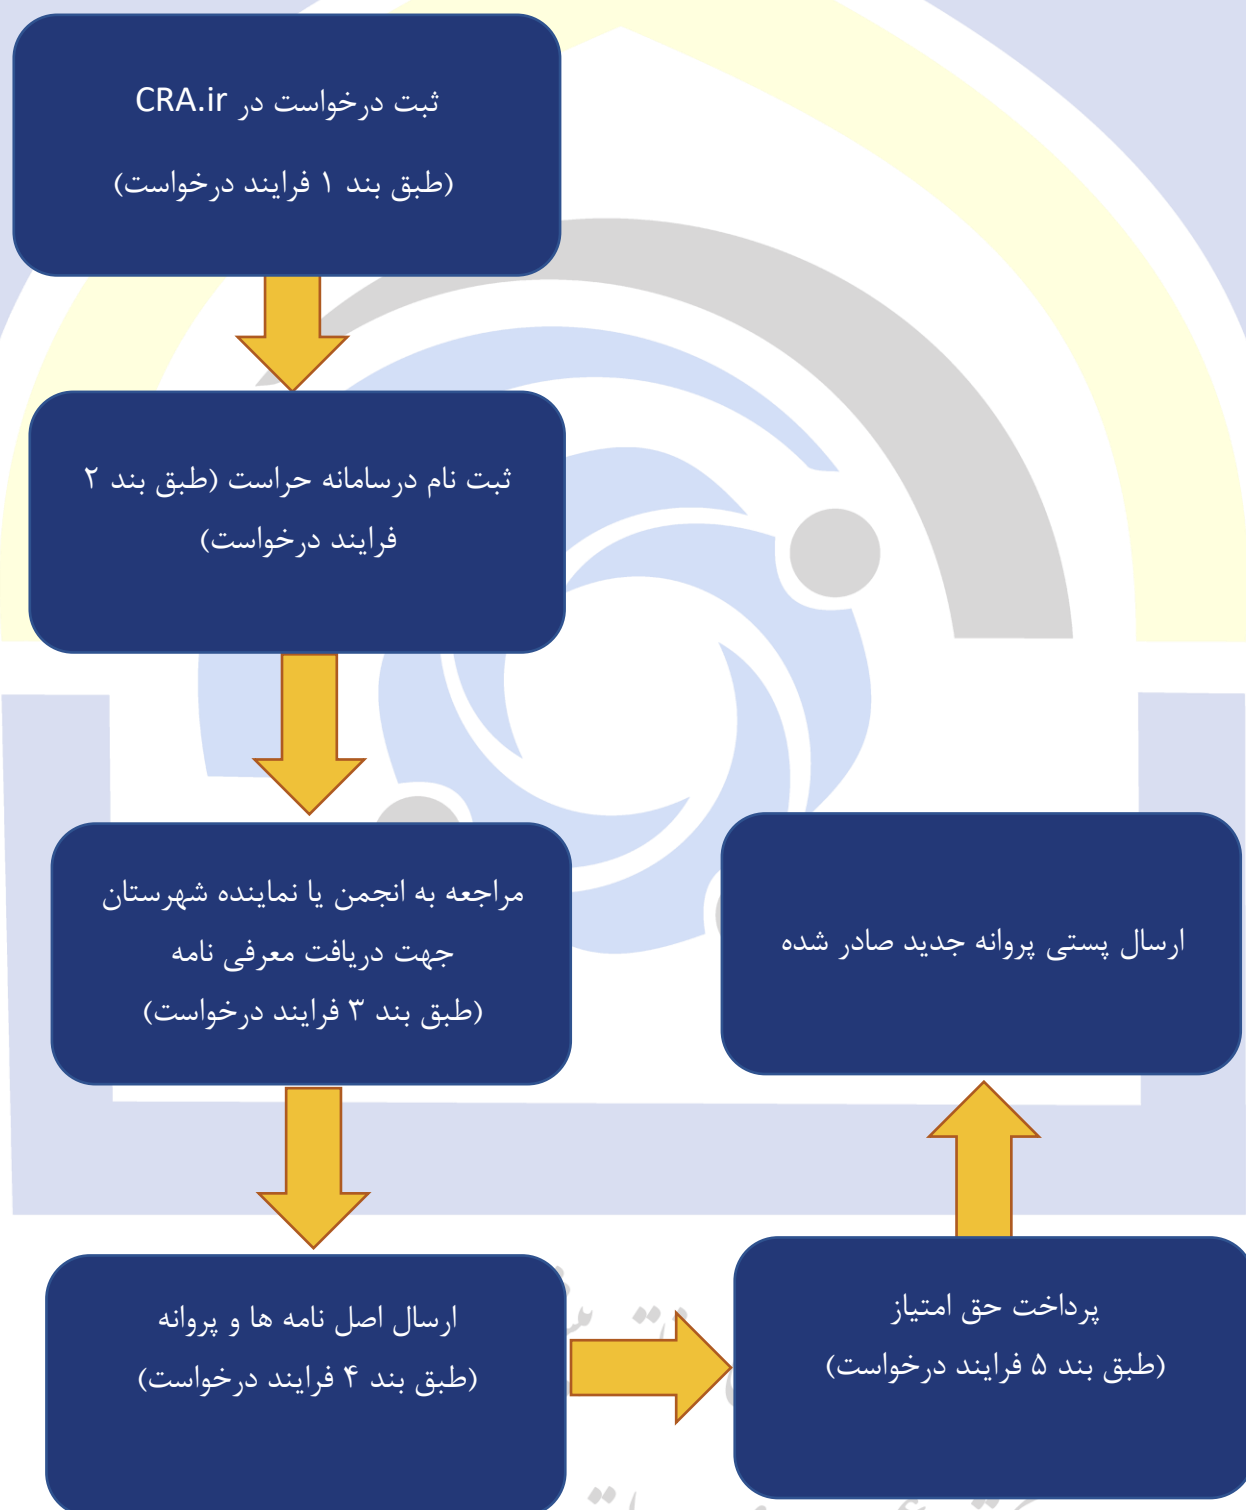 ثبت درخواست در CRA.ir
(طبق بند ۱ فرایند درخواست)
ثبت نام درسامانه حراست (طبق بند ۲
فرایند درخواست)
مراجعه به انجمن یا نماینده شهرستان
جهت دریافت معرفی نامه
(طبق بند ۳ فرایند درخواست)
ارسال اصل نامه ها و پروانه
(طبق بند ۴ فرایند درخواست)
پرداخت حق امتیاز
(طبق بند ۵ فرایند درخواست)
ارسال پستی پروانه جدید صادر شده